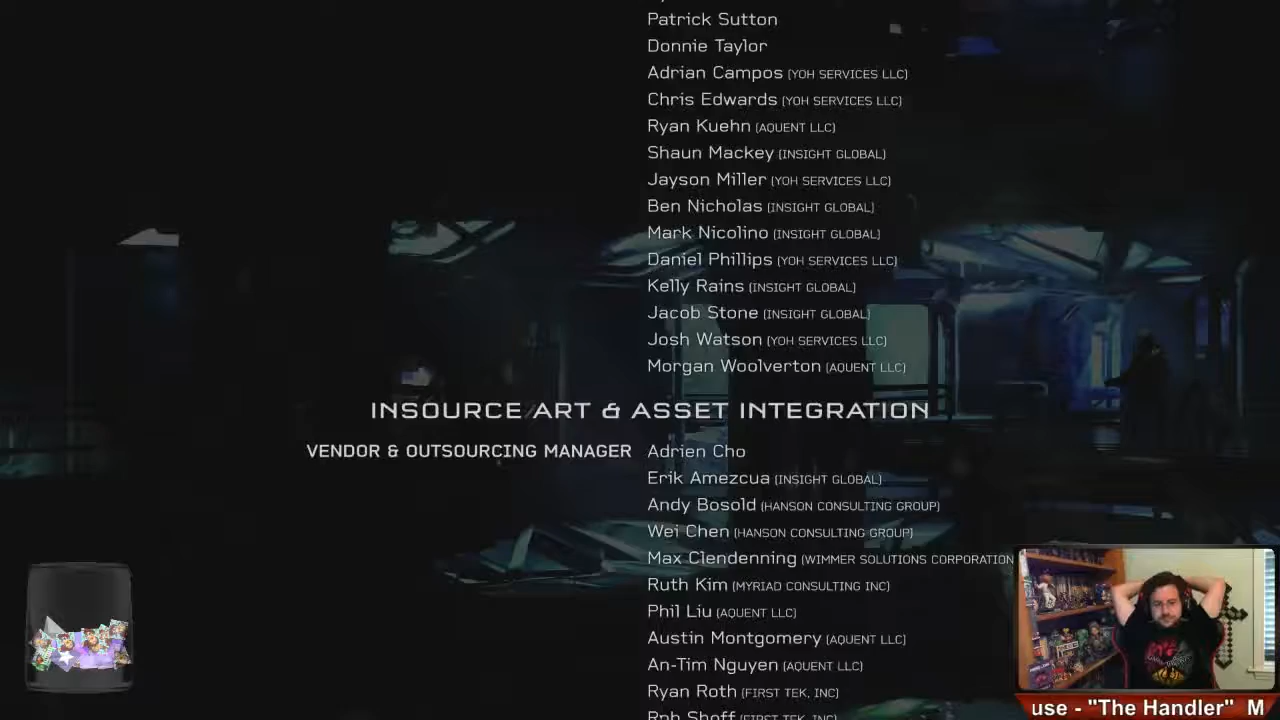 Patrick Sutton
Donnie Taylor
Adrian Campos (YOH SERVICES LLC)
Chris Edwards (YOH SERVICES LLC)
Ryan Kuehn (AQUENT LLC)
Shaun Mackey (INSIGHT GLOBAL)
Jayson Miller (YOH SERVICES LLC)
Ben Nicholas (INSIGHT GLOBAL)
Mark Nicolino (INSIGHT GLOBAL)
Daniel Phillips (YOH SERVICES LLC)
Kelly Rains (INSIGHT GLOBAL)
Jacob Stone (INSIGHT GLOBAL)
Josh Watson (YOH SERVICES LLC)
Morgan Woolverton (AQUENT LLC)
INSOURCE ART & ASSET INTEGRATION
VENDOR & OUTSOURCING MANAGER Adrien Cho
Erik Amezcua (INSIGHT GLOBAL)
Andy Bosold (HANSON CONSULTING GROUP)
Wei Chen (HANSON CONSULTING GROUP)
Max Clendenning (WIMMER SOLUTIONS CORPORATION
Ruth Kim (MYRIAD CONSULTING INC)
Phil Liu (AQUENT LLC)
Austin Montgomery (AQUENT LLC)
An-Tim Nguyen (AQUENT LLC)
Ryan Roth (FIRST TEK, INC)
use - "The Handler" M